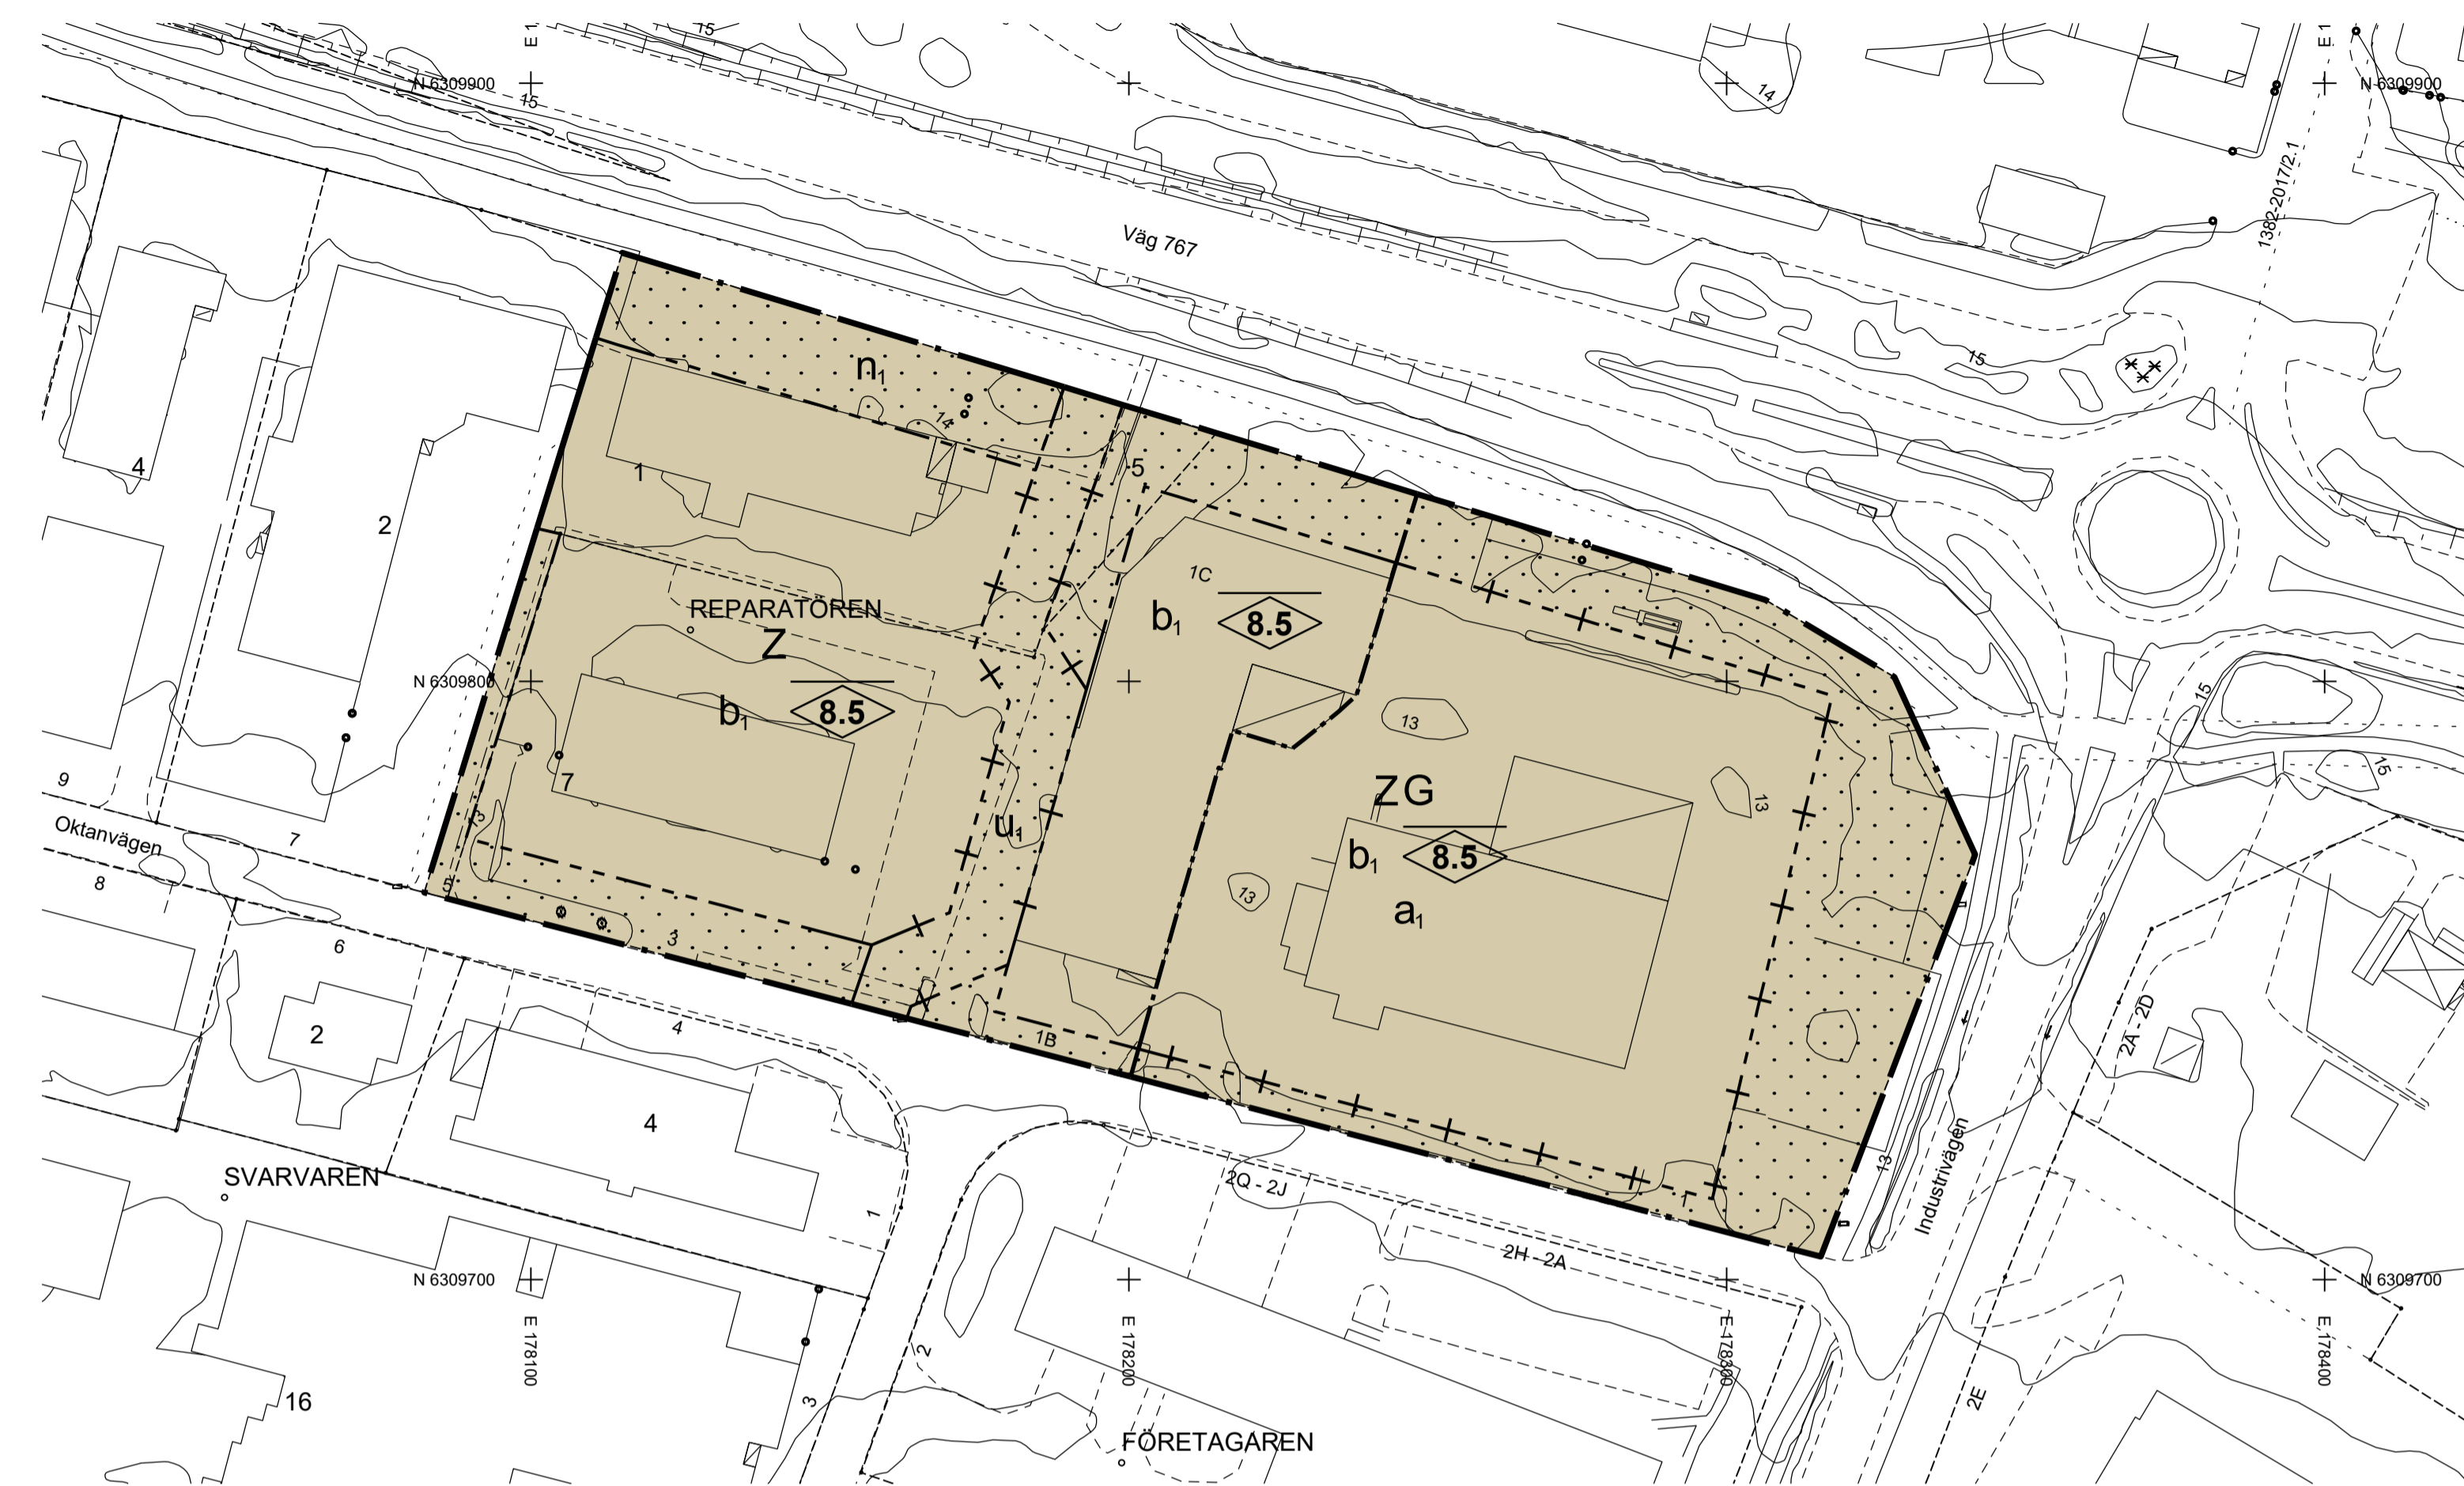 15
E 1
E 1
N 6309900
15
14
N 6309900
1382-2017/2.1
Väg 767
15
n1
14
5
4
1
2
1C
REPARATÖREN
b1
8.5
Z
N 6309800
b1
8.5
13
15
15
7
ZG
13
9
13
u1
b1
8.5
Oktanvägen
7
8
5
13
a1
3
6
2
4
1B
2A - 2D
4
13
Industrivägen
SVARVAREN
1
2Q - 2J
1
2H - 2A
N 6309700
N 6309700
E 178100
E 178200
E 178300
E 178400
2
3
2E
16
FÖRETAGAREN